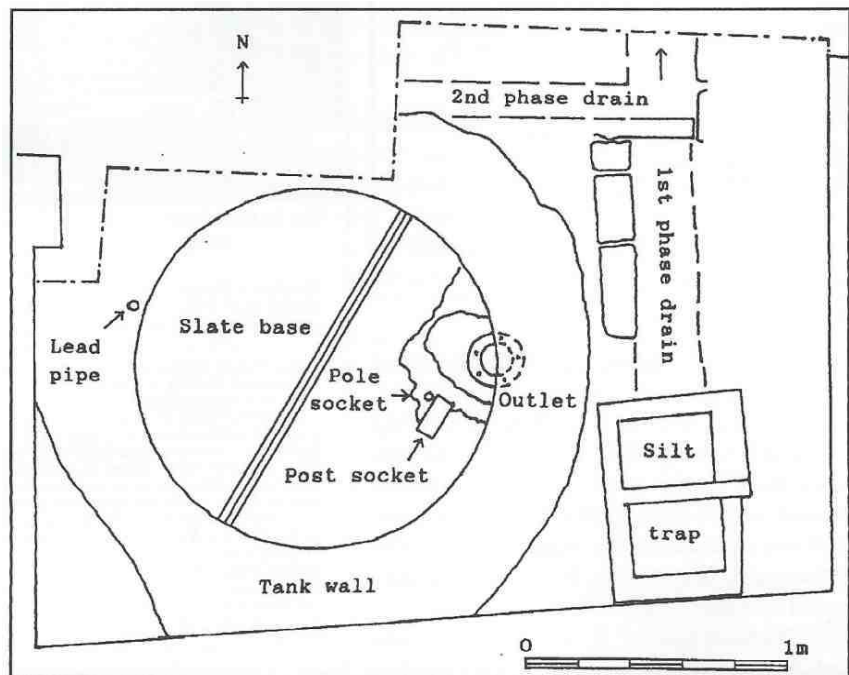 N
2nd phase drain
1st phase drain
Slate base
Lead
pipe
Pole
socket
Outlet
Post socket
Silt
trap
Tank wall
0
1m